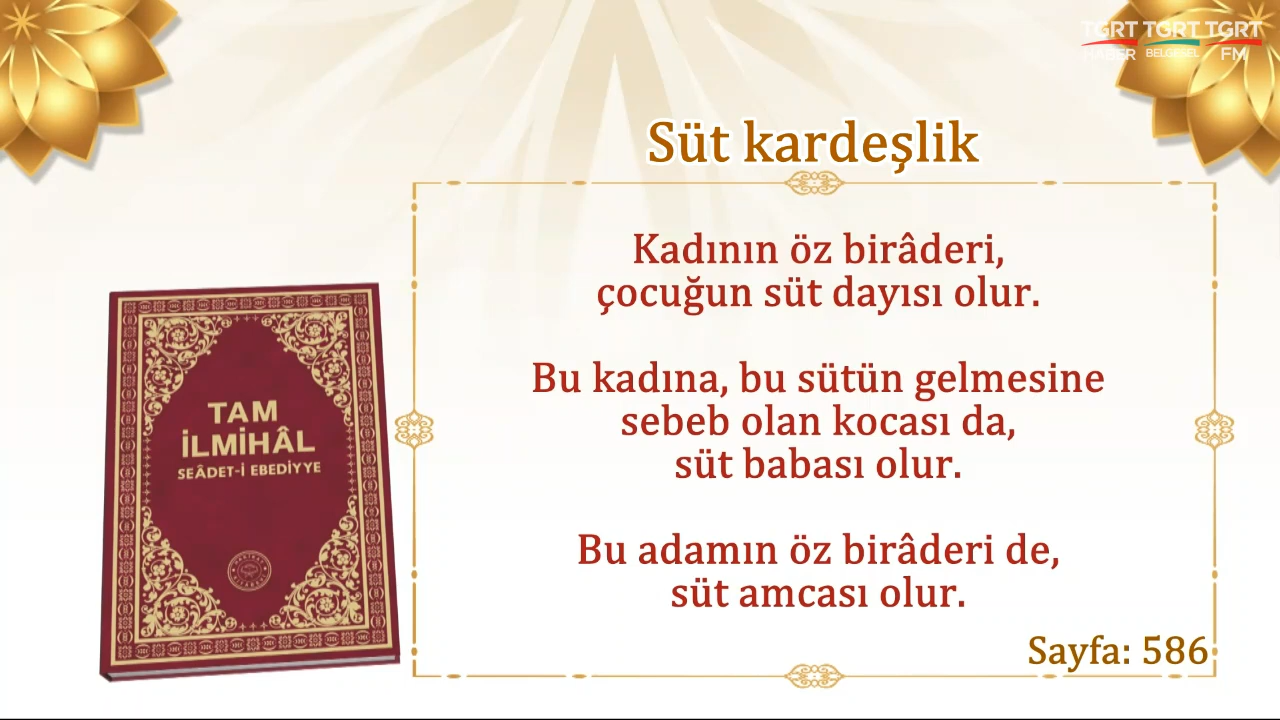 TGRT TGRT TGRT
HABER BELGESEL FM
Süt kardeşlik
Kadının öz birâderi,
çocuğun süt dayısı olur.
Bu kadına, bu sütün gelmesine
sebeb olan kocası da,
süt babası olur.
Bu adamın öz birâderi de,
süt amcası olur.
Sayfa: 586
TAM
İLMİHÂL
SEÂDET-İ EBEDİYYE